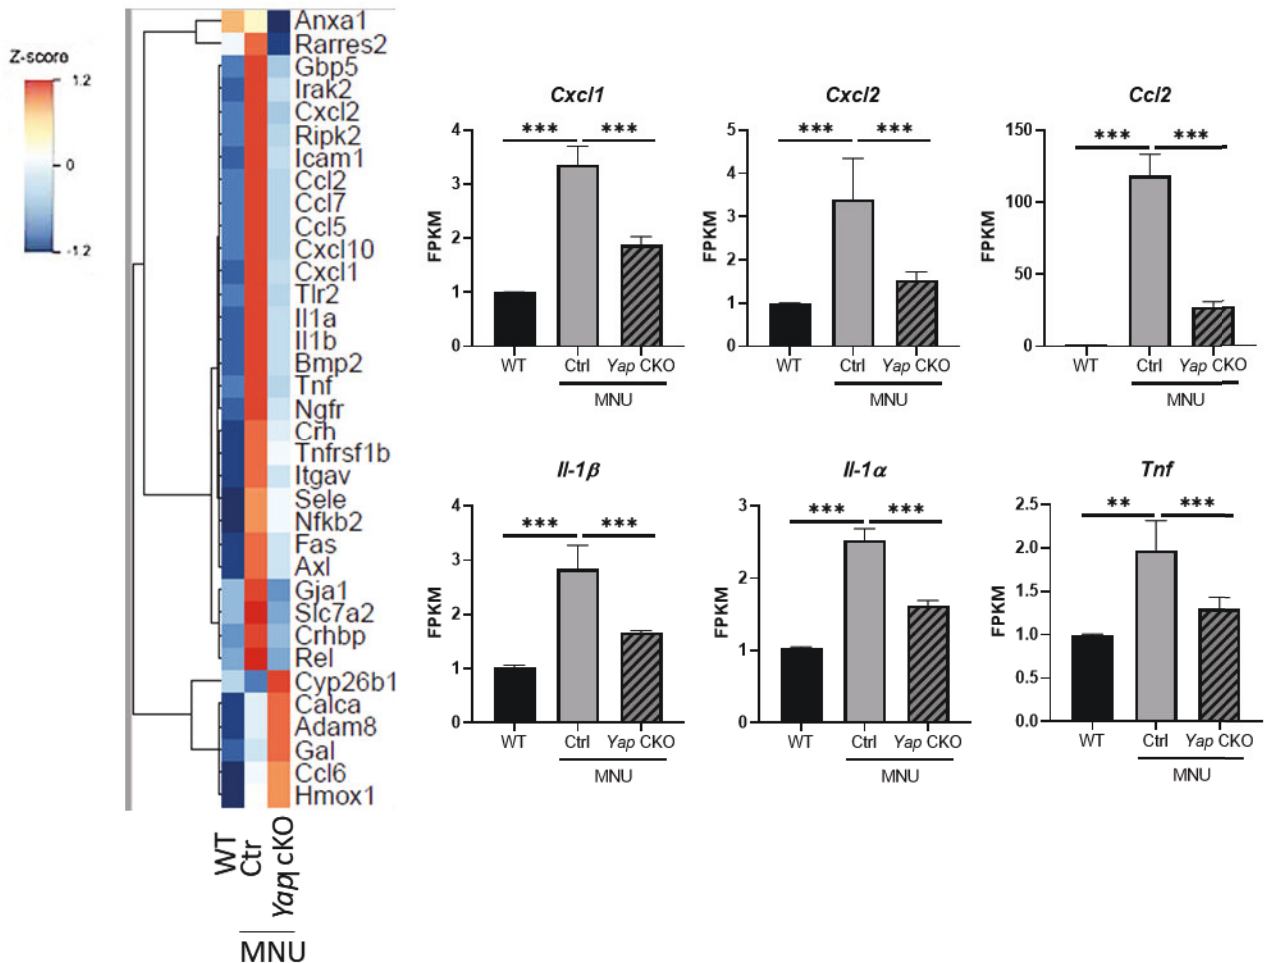 Z-score
1.2
0
-1.2
Anxa1
Rarres2
Gbp5
Irak2
Cxcl2
Ripk2
Icam1
Ccl2
Ccl7
Ccl5
Cxcl10
Cxcl1
Tlr2
Il1a
Il1b
Bmp2
Tnf
Ngfr
Crh
Tnfrsf1b
Itgav
Sele
Nfkb2
Fas
Axl
Gja1
Slc7a2
Crhbp
Rel
Cyp26b1
Calca
Adam8
Gal
Ccl6
Hmox1
WT
Ctr
Yap cKO
MNU
Cxcl1
*** ***
FPKM
4
3
2
1
0
WT Ctrl Yap CKO
MNU
Cxcl2
*** ***
FPKM
5
4
3
2
1
0
WT Ctrl Yap CKO
MNU
Ccl2
*** ***
FPKM
150
100
50
0
WT Ctrl Yap CKO
MNU
Il-1β
*** ***
FPKM
4
3
2
1
0
WT Ctrl Yap CKO
MNU
Il-1α
*** ***
FPKM
3
2
1
0
WT Ctrl Yap CKO
MNU
Tnf
** ***
FPKM
2.5
2.0
1.5
1.0
0.5
0.0
WT Ctrl Yap CKO
MNU